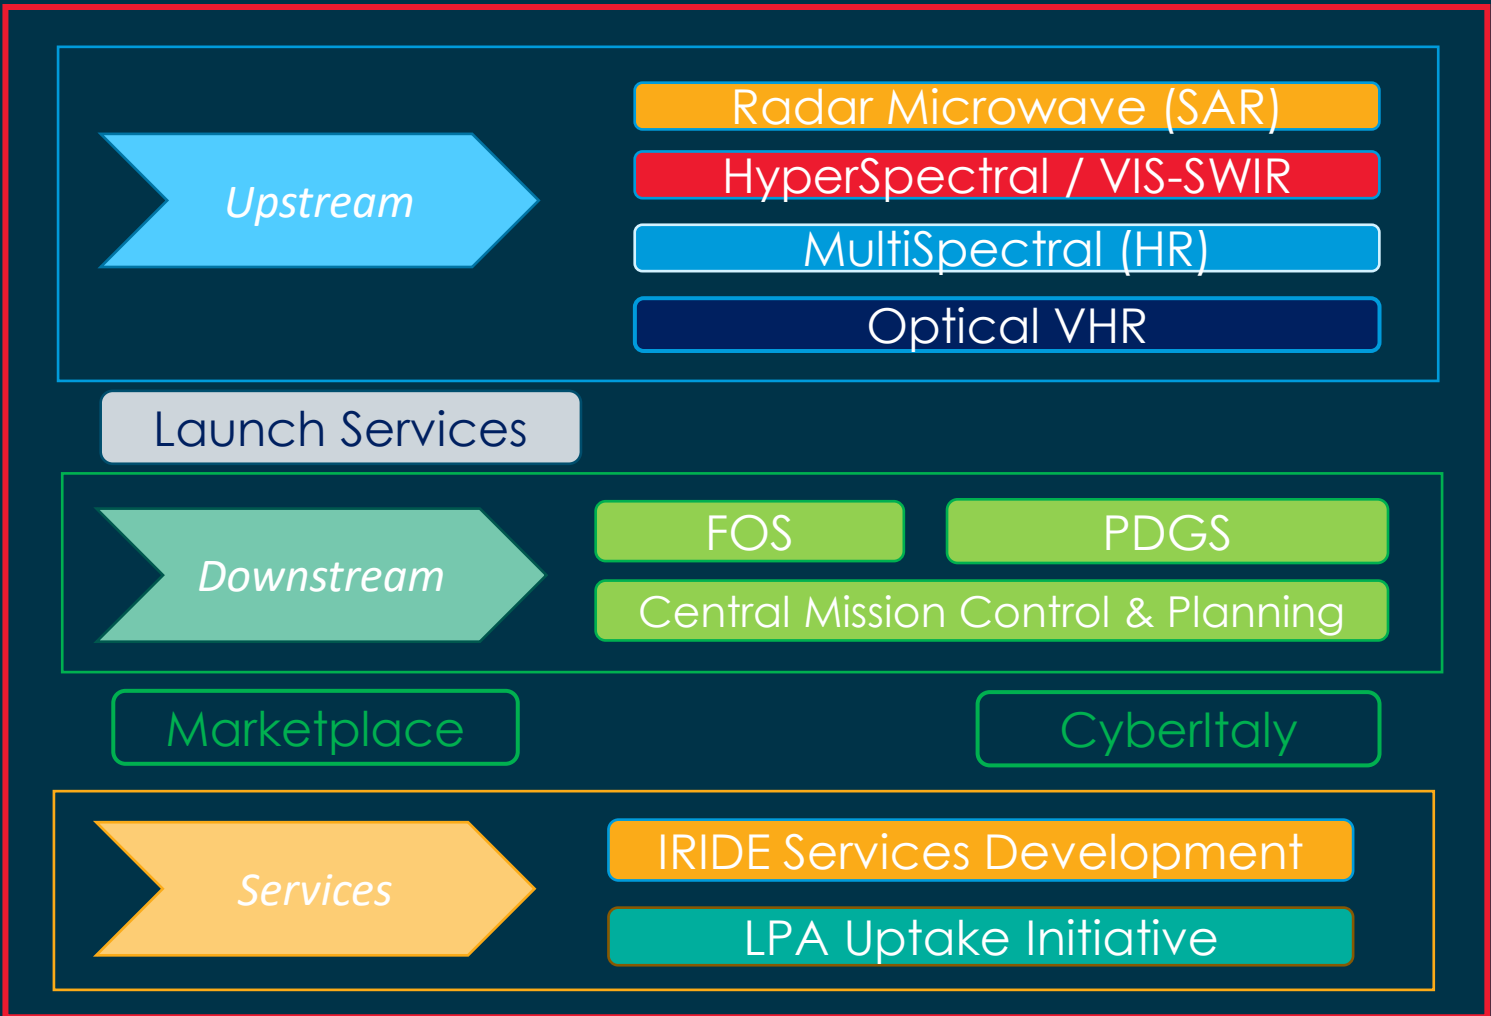 Upstream
Radar Microwave (SAR)
HyperSpectral / VIS-SWIR
MultiSpectral (HR)
Optical VHR
Launch Services
Downstream
FOS
PDGS
Central Mission Control & Planning
Marketplace
CyberItaly
Services
IRIDE Services Development
LPA Uptake Initiative